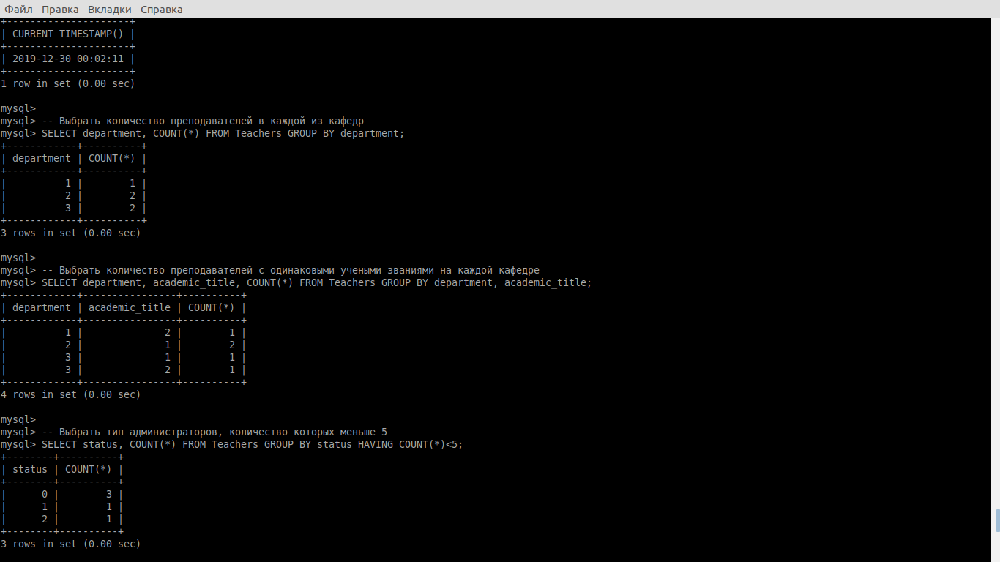 Файл Правка Вкладки Справка
+---------------------+
| CURRENT_TIMESTAMP() |
+---------------------+
| 2019-12-30 00:02:11 |
+---------------------+
1 row in set (0.00 sec)

mysql>
mysql> -- Выбрать количество преподавателей в каждой из кафедр
mysql> SELECT department, COUNT(*) FROM Teachers GROUP BY department;
+------------+----------+
| department | COUNT(*) |
+------------+----------+
|          1 |        1 |
|          2 |        2 |
|          3 |        2 |
+------------+----------+
3 rows in set (0.00 sec)

mysql>
mysql> -- Выбрать количество преподавателей с одинаковыми учеными званиями на каждой кафедре
mysql> SELECT department, academic_title, COUNT(*) FROM Teachers GROUP BY department, academic_title;
+------------+----------------+----------+
| department | academic_title | COUNT(*) |
+------------+----------------+----------+
|          1 |              2 |        1 |
|          2 |              1 |        2 |
|          3 |              1 |        1 |
|          3 |              2 |        1 |
+------------+----------------+----------+
4 rows in set (0.00 sec)

mysql>
mysql> -- Выбрать тип администраторов, количество которых меньше 5
mysql> SELECT status, COUNT(*) FROM Teachers GROUP BY status HAVING COUNT(*)<5;
+--------+----------+
| status | COUNT(*) |
+--------+----------+
|      0 |        3 |
|      1 |        1 |
|      2 |        1 |
+--------+----------+
3 rows in set (0.00 sec)